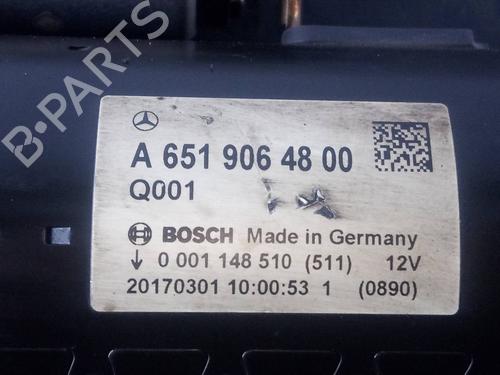 B-PARTS
A 651 906 48 00
Q001
BOSCH Made in Germany
0 001 148 510 (511) 12V
20170301 10:00:53 1 (0890)